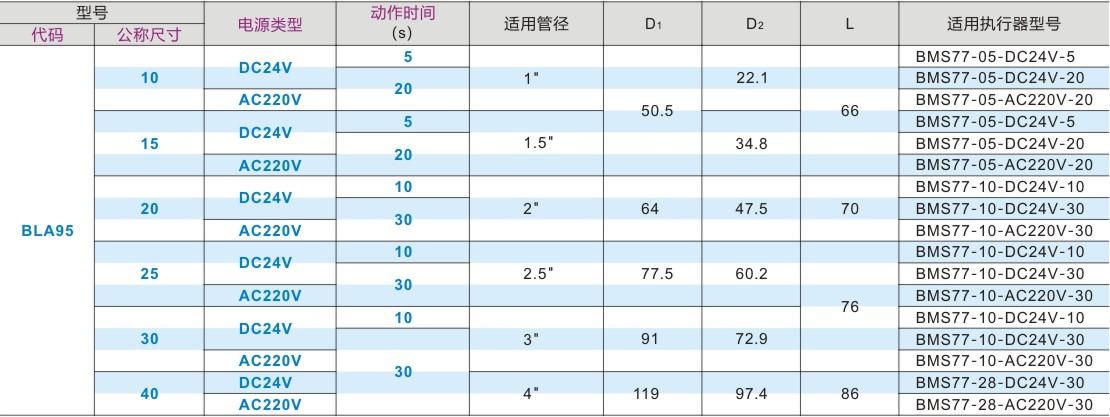 型号 电源类型 动作时间 (s) 适用管径 D1 D2 L 适用执行器型号
代码 公称尺寸
5 BMS77-05-DC24V-5
10 DC24V 20 1" 22.1 BMS77-05-DC24V-20
AC220V BMS77-05-AC220V-20
50.5 66
5 BMS77-05-DC24V-5
15 DC24V 20 1.5" 34.8 BMS77-05-DC24V-20
AC220V BMS77-05-AC220V-20
10 BMS77-10-DC24V-10
20 DC24V 30 2" 64 47.5 70 BMS77-10-DC24V-30
BLA95 AC220V BMS77-10-AC220V-30
10 BMS77-10-DC24V-10
25 DC24V 30 2.5" 77.5 60.2 BMS77-10-DC24V-30
AC220V BMS77-10-AC220V-30
76
10 BMS77-10-DC24V-10
30 DC24V 3" 91 72.9 BMS77-10-DC24V-30
AC220V BMS77-10-AC220V-30
30
DC24V BMS77-28-DC24V-30
40 4" 119 97.4 86
AC220V BMS77-28-AC220V-30